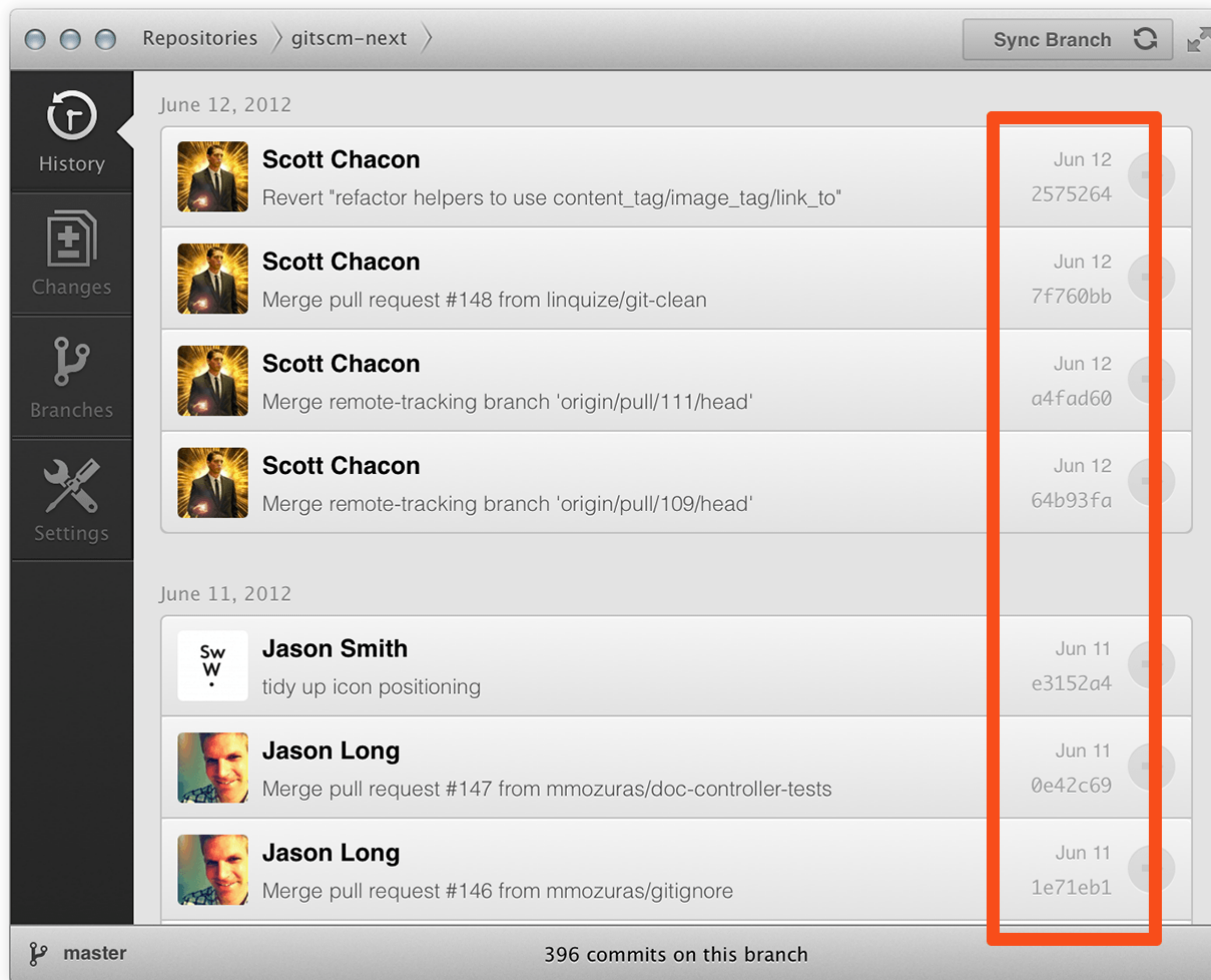 Repositories gitscm-next Sync Branch
History
Changes
Branches
Settings
June 12, 2012
Scott Chacon Jun 12
Revert "refactor helpers to use content_tag/image_tag/link_to" 2575264
Scott Chacon Jun 12
Merge pull request #148 from linquize/git-clean 7f760bb
Scott Chacon Jun 12
Merge remote-tracking branch 'origin/pull/111/head' a4fad60
Scott Chacon Jun 12
Merge remote-tracking branch 'origin/pull/109/head' 64b93fa
June 11, 2012
Sw
W
.
Jason Smith Jun 11
tidy up icon positioning e3152a4
Jason Long Jun 11
Merge pull request #147 from mmozuras/doc-controller-tests 0e42c69
Jason Long Jun 11
Merge pull request #146 from mmozuras/gitignore 1e71eb1
master 396 commits on this branch